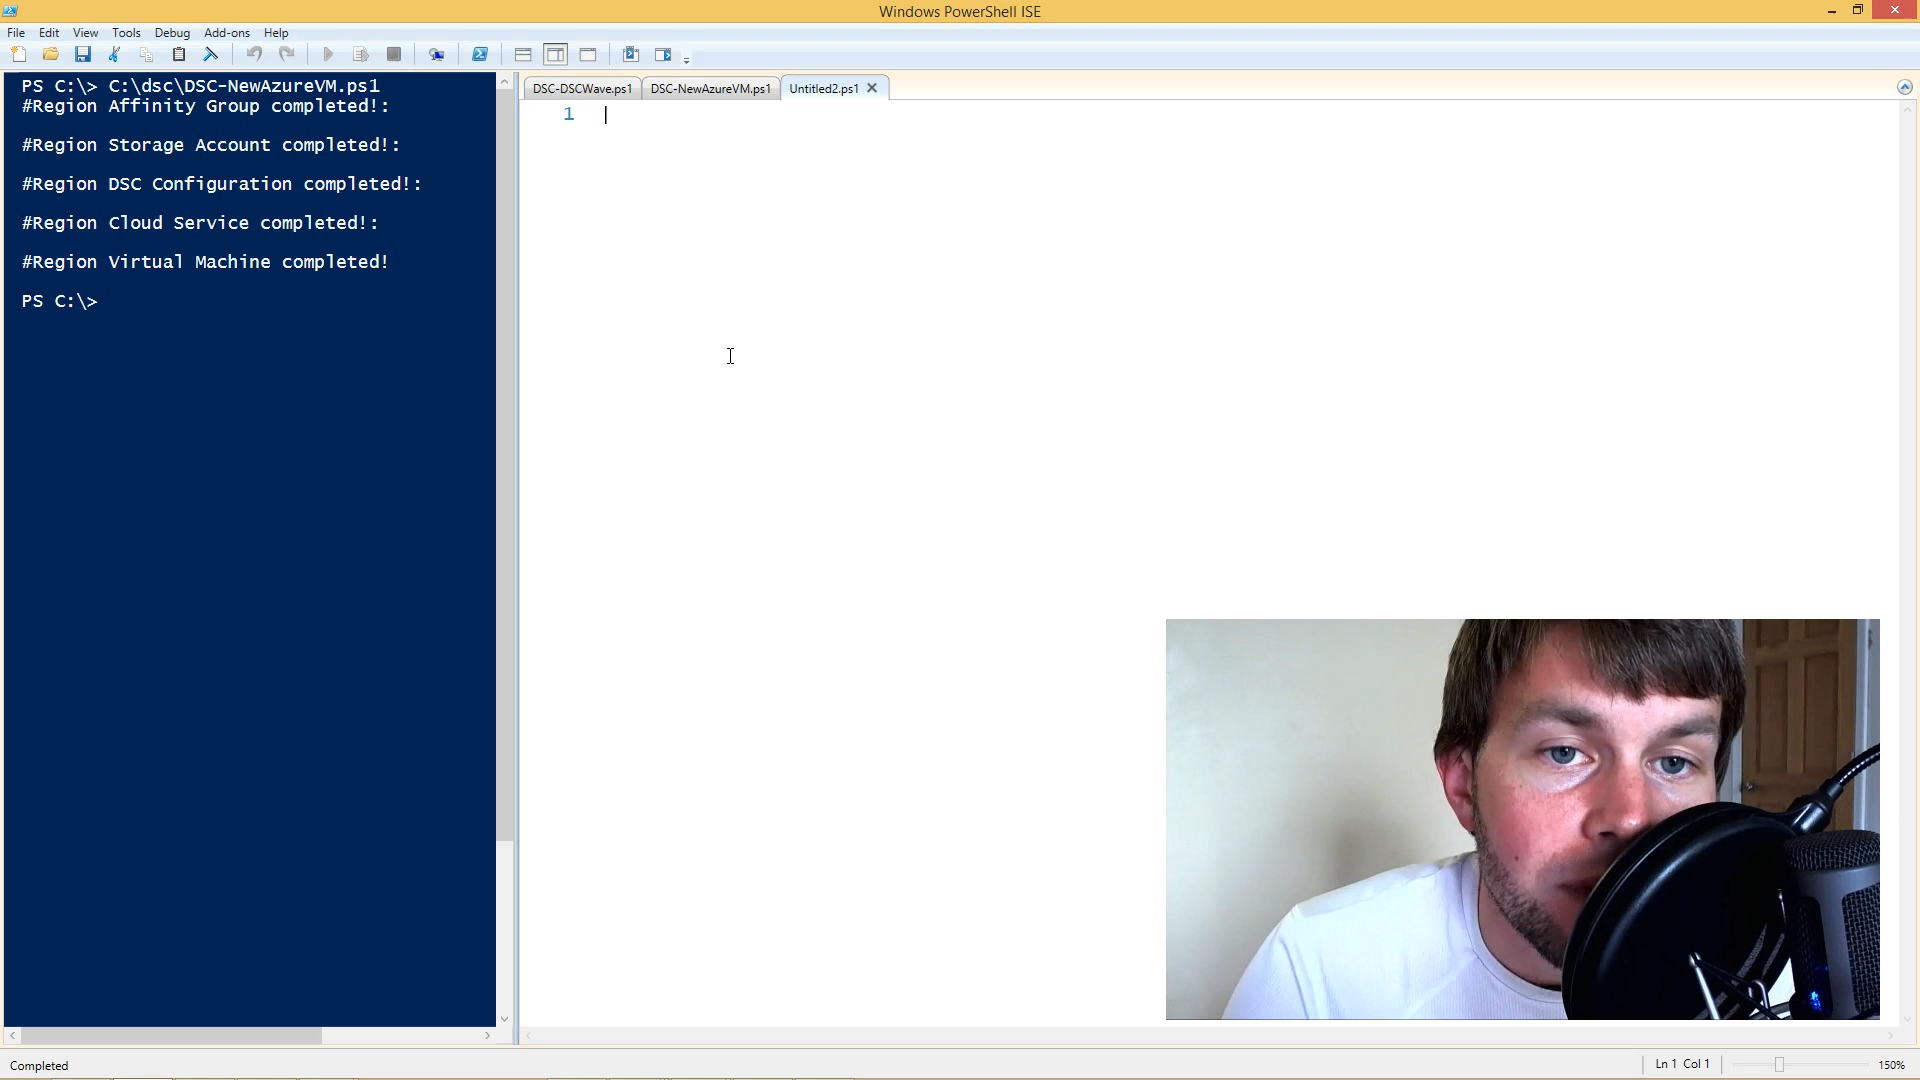 Windows PowerShell ISE
File Edit View Tools Debug Add-ons Help
PS C:\> C:\dsc\DSC-NewAzureVM.ps1
#Region Affinity Group completed!:
#Region Storage Account completed!:
#Region DSC Configuration completed!:
#Region Cloud Service completed!:
#Region Virtual Machine completed!
PS C:\>
DSC-DSCWave.ps1 DSC-NewAzureVM.ps1 Untitled2.ps1
1
Completed
Ln 1 Col 1
150%